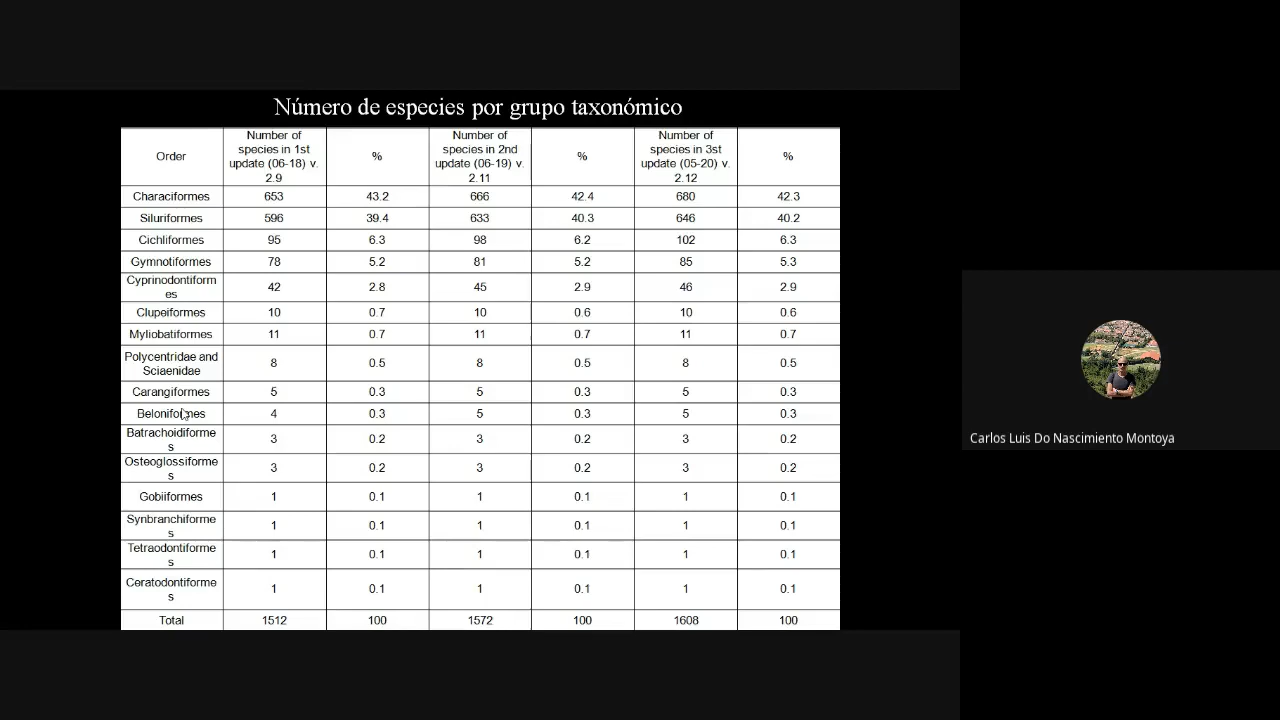 Número de especies por grupo taxonómico
Order
Number of
species in 1st
update (06-18) v.
2.9
%
Number of
species in 2nd
update (06-19) v.
2.11
%
Number of
species in 3st
update (05-20) v.
2.12
%
Characiformes 653 43.2 666 42.4 680 42.3
Siluriformes 596 39.4 633 40.3 646 40.2
Cichliformes 95 6.3 98 6.2 102 6.3
Gymnotiformes 78 5.2 81 5.2 85 5.3
Cyprinodontiform
es
42 2.8 45 2.9 46 2.9
Clupeiformes 10 0.7 10 0.6 10 0.6
Myliobatiformes 11 0.7 11 0.7 11 0.7
Polycentridae and
Sciaenidae
8 0.5 8 0.5 8 0.5
Carangiformes 5 0.3 5 0.3 5 0.3
Beloniformes 4 0.3 5 0.3 5 0.3
Batrachoidiforme
s
3 0.2 3 0.2 3 0.2
Osteoglossiforme
s
3 0.2 3 0.2 3 0.2
Gobiiformes 1 0.1 1 0.1 1 0.1
Synbranchiforme
s
1 0.1 1 0.1 1 0.1
Tetraodontiforme
s
1 0.1 1 0.1 1 0.1
Ceratodontiforme
s
1 0.1 1 0.1 1 0.1
Total 1512 100 1572 100 1608 100
Carlos Luis Do Nascimento Montoya